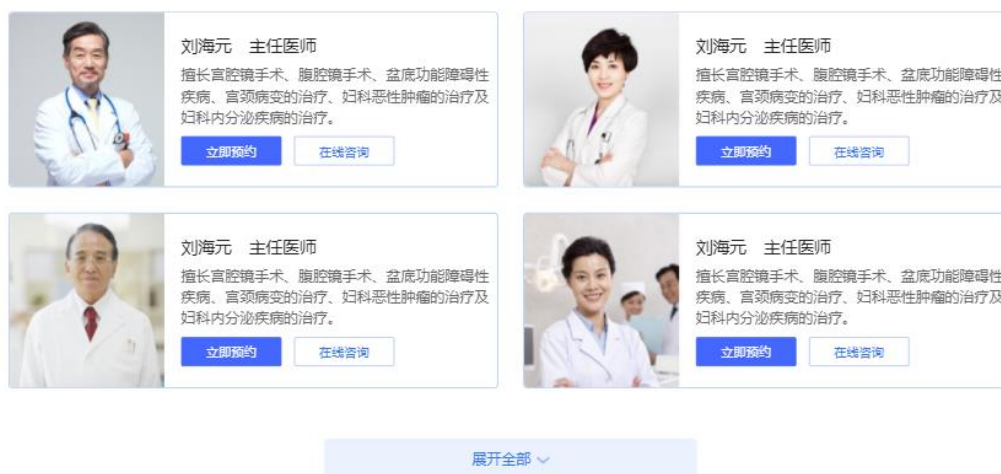 刘海元 主任医师
擅长宫腔镜手术、腹腔镜手术、盆底功能障碍性
疾病、宫颈病变的治疗、妇科恶性肿瘤的治疗及
妇科内分泌疾病的治疗。
立即预约 在线咨询
刘海元 主任医师
擅长宫腔镜手术、腹腔镜手术、盆底功能障碍性
疾病、宫颈病变的治疗、妇科恶性肿瘤的治疗及
妇科内分泌疾病的治疗。
立即预约 在线咨询
刘海元 主任医师
擅长宫腔镜手术、腹腔镜手术、盆底功能障碍性
疾病、宫颈病变的治疗、妇科恶性肿瘤的治疗及
妇科内分泌疾病的治疗。
立即预约 在线咨询
刘海元 主任医师
擅长宫腔镜手术、腹腔镜手术、盆底功能障碍性
疾病、宫颈病变的治疗、妇科恶性肿瘤的治疗及
妇科内分泌疾病的治疗。
立即预约 在线咨询
展开全部